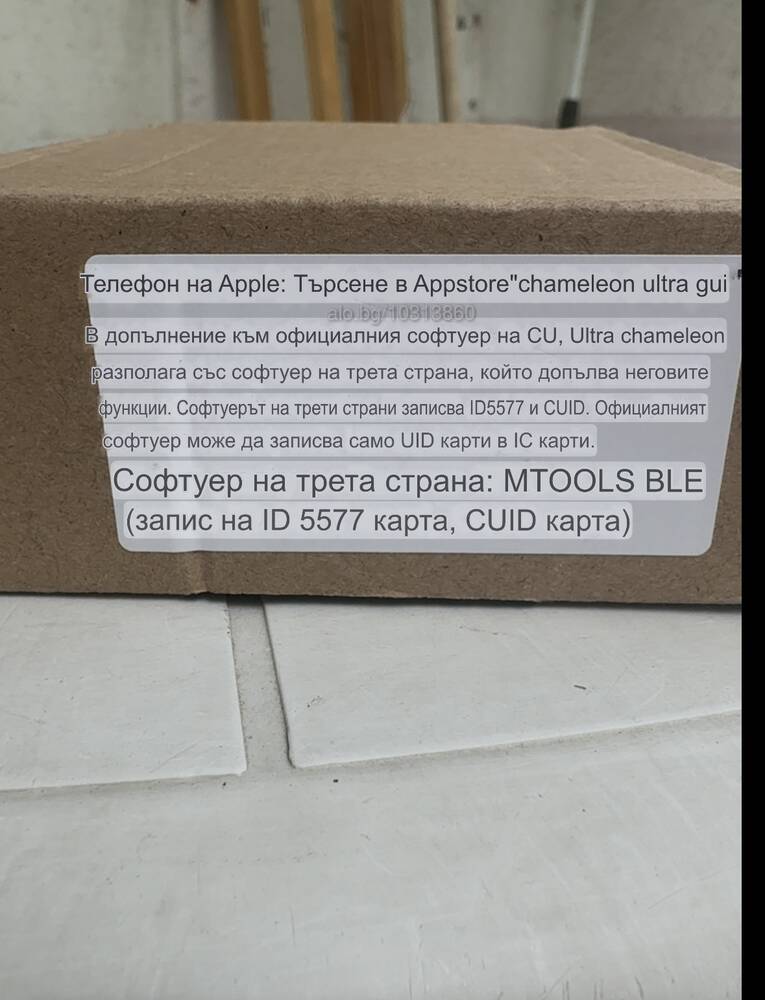 Телефон на Apple: Търсене в Appstore"chameleon ultra gui"
alo.bg/10313860
В допълнение към официалния софтуер на CU, Ultra chameleon
разполага със софтуер на трета страна, който допълва неговите
функции. Софтуерът на трети страни записва ID5577 и CUID. Официалният
софтуер може да записва само UID карти в IC карти.
Софтуер на трета страна: MTOOLS BLE
(запис на ID 5577 карта, CUID карта)